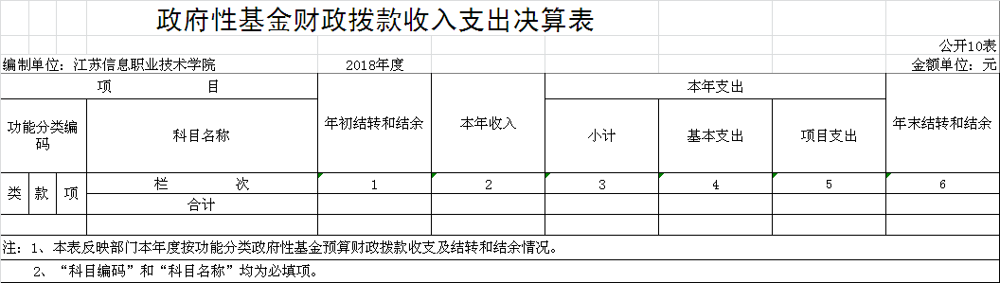 政府性基金财政拨款收入支出决算表
公开10表
编制单位：江苏信息职业技术学院 2018年度 金额单位：元
项 目 年初结转和结余 本年收入 本年支出 年末结转和结余
功能分类编码 科目名称 小计 基本支出 项目支出
类 款 项 栏 次 1 2 3 4 5 6
合计
注：1、本表反映部门本年度按功能分类政府性基金预算财政拨款收支及结转和结余情况。
2、“科目编码”和“科目名称”均为必填项。